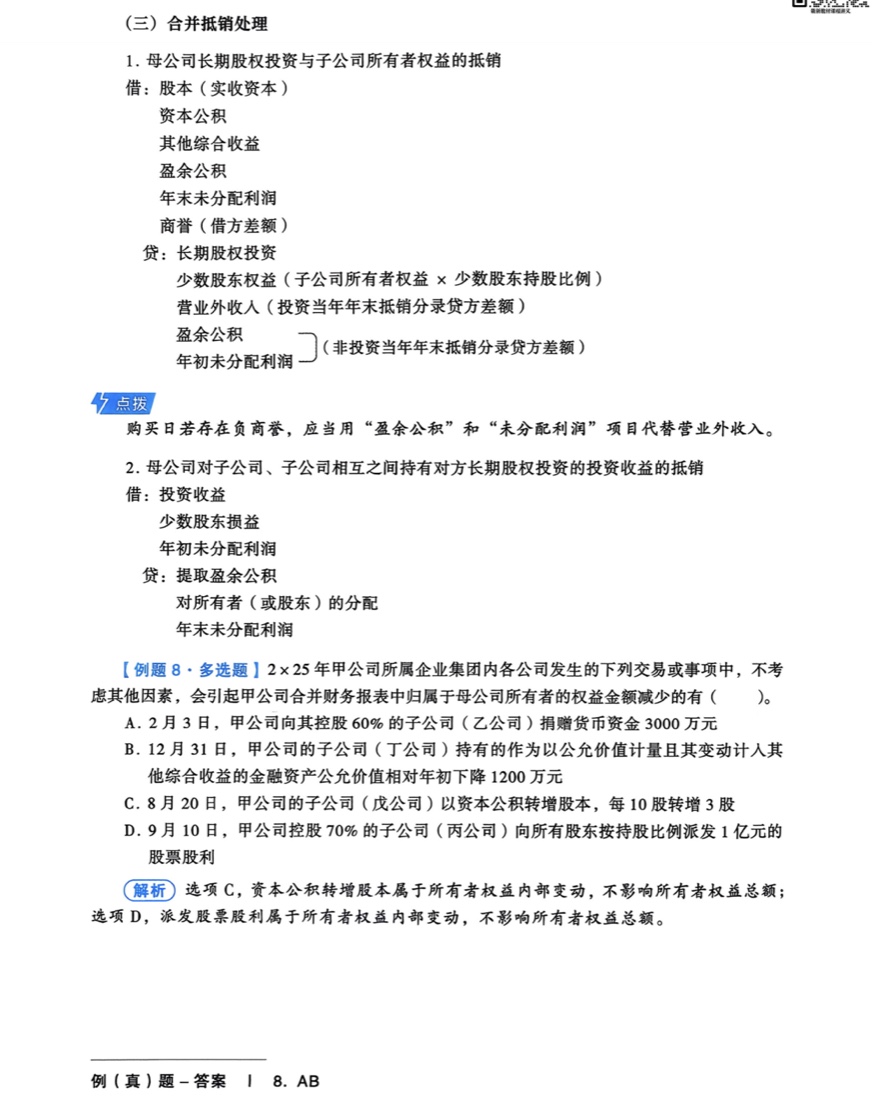 （三）合并抵销处理
1. 母公司长期股权投资与子公司所有者权益的抵销
借：股本（实收资本）
资本公积
其他综合收益
盈余公积
年末未分配利润
商誉（借方差额）
贷：长期股权投资
少数股东权益（子公司所有者权益 × 少数股东持股比例）
营业外收入（投资当年年末抵销分录贷方差额）
盈余公积
年初未分配利润
（非投资当年年末抵销分录贷方差额）
点拨
购买日若存在负商誉，应当用“盈余公积”和“未分配利润”项目代替营业外收入。
2. 母公司对子公司、子公司相互之间持有对方长期股权投资的投资收益的抵销
借：投资收益
少数股东损益
年初未分配利润
贷：提取盈余公积
对所有者（或股东）的分配
年末未分配利润
【例题 8 · 多选题】2×25 年甲公司所属企业集团内各公司发生的下列交易或事项中，不考
虑其他因素，会引起甲公司合并财务报表中归属于母公司所有者的权益金额减少的有（　　）。
A. 2 月 3 日，甲公司向其控股 60% 的子公司（乙公司）捐赠货币资金 3000 万元
B. 12 月 31 日，甲公司的子公司（丁公司）持有的作为以公允价值计量且其变动计入其
他综合收益的金融资产公允价值相对年初下降 1200 万元
C. 8 月 20 日，甲公司的子公司（戊公司）以资本公积转增股本，每 10 股转增 3 股
D. 9 月 10 日，甲公司控股 70% 的子公司（丙公司）向所有股东按持股比例派发 1 亿元的
股票股利
解析 选项 C，资本公积转增股本属于所有者权益内部变动，不影响所有者权益总额；
选项 D，派发股票股利属于所有者权益内部变动，不影响所有者权益总额。
例（真）题 – 答案 | 8. AB